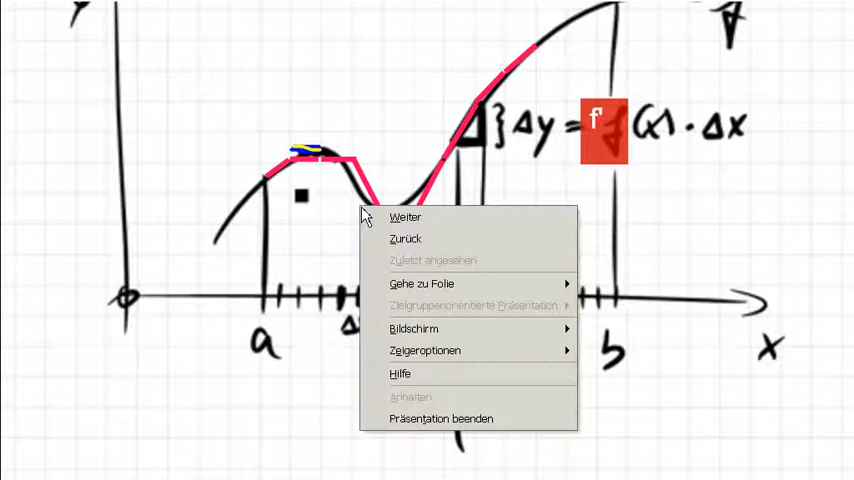 } Δy = f' (x) · Δx
Weiter
Zurück
Zuletzt angesehen
Gehe zu Folie
Zielgruppenorientierte Präsentation
Bildschirm
Zeigeroptionen
Hilfe
Anhalten
Präsentation beenden
a
Δ
b
x